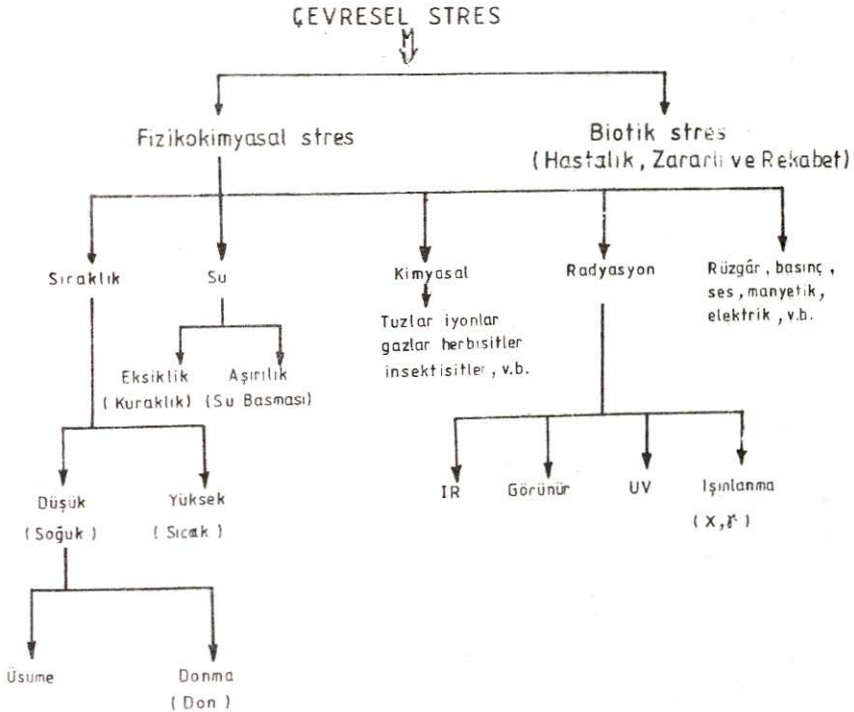 ÇEVRESEL STRES
Fizikokimyasal stres
Biotik stres
(Hastalık, Zararlı ve Rekabet)
Sıraklık
Su
Kimyasal
Radyasyon
Rüzgâr, basınç,
ses, manyetik,
elektrik, v.b.
Tuzlar iyonlar
gazlar herbisitler
insektisitler, v.b.
Eksiklik
(Kuraklık)
Aşırılık
(Su Basması)
IR
Görünür
UV
Işınlanma
(X,ɤ)
Düşük
(Soğuk)
Yüksek
(Sıcak)
Üsume
Donma
(Don)